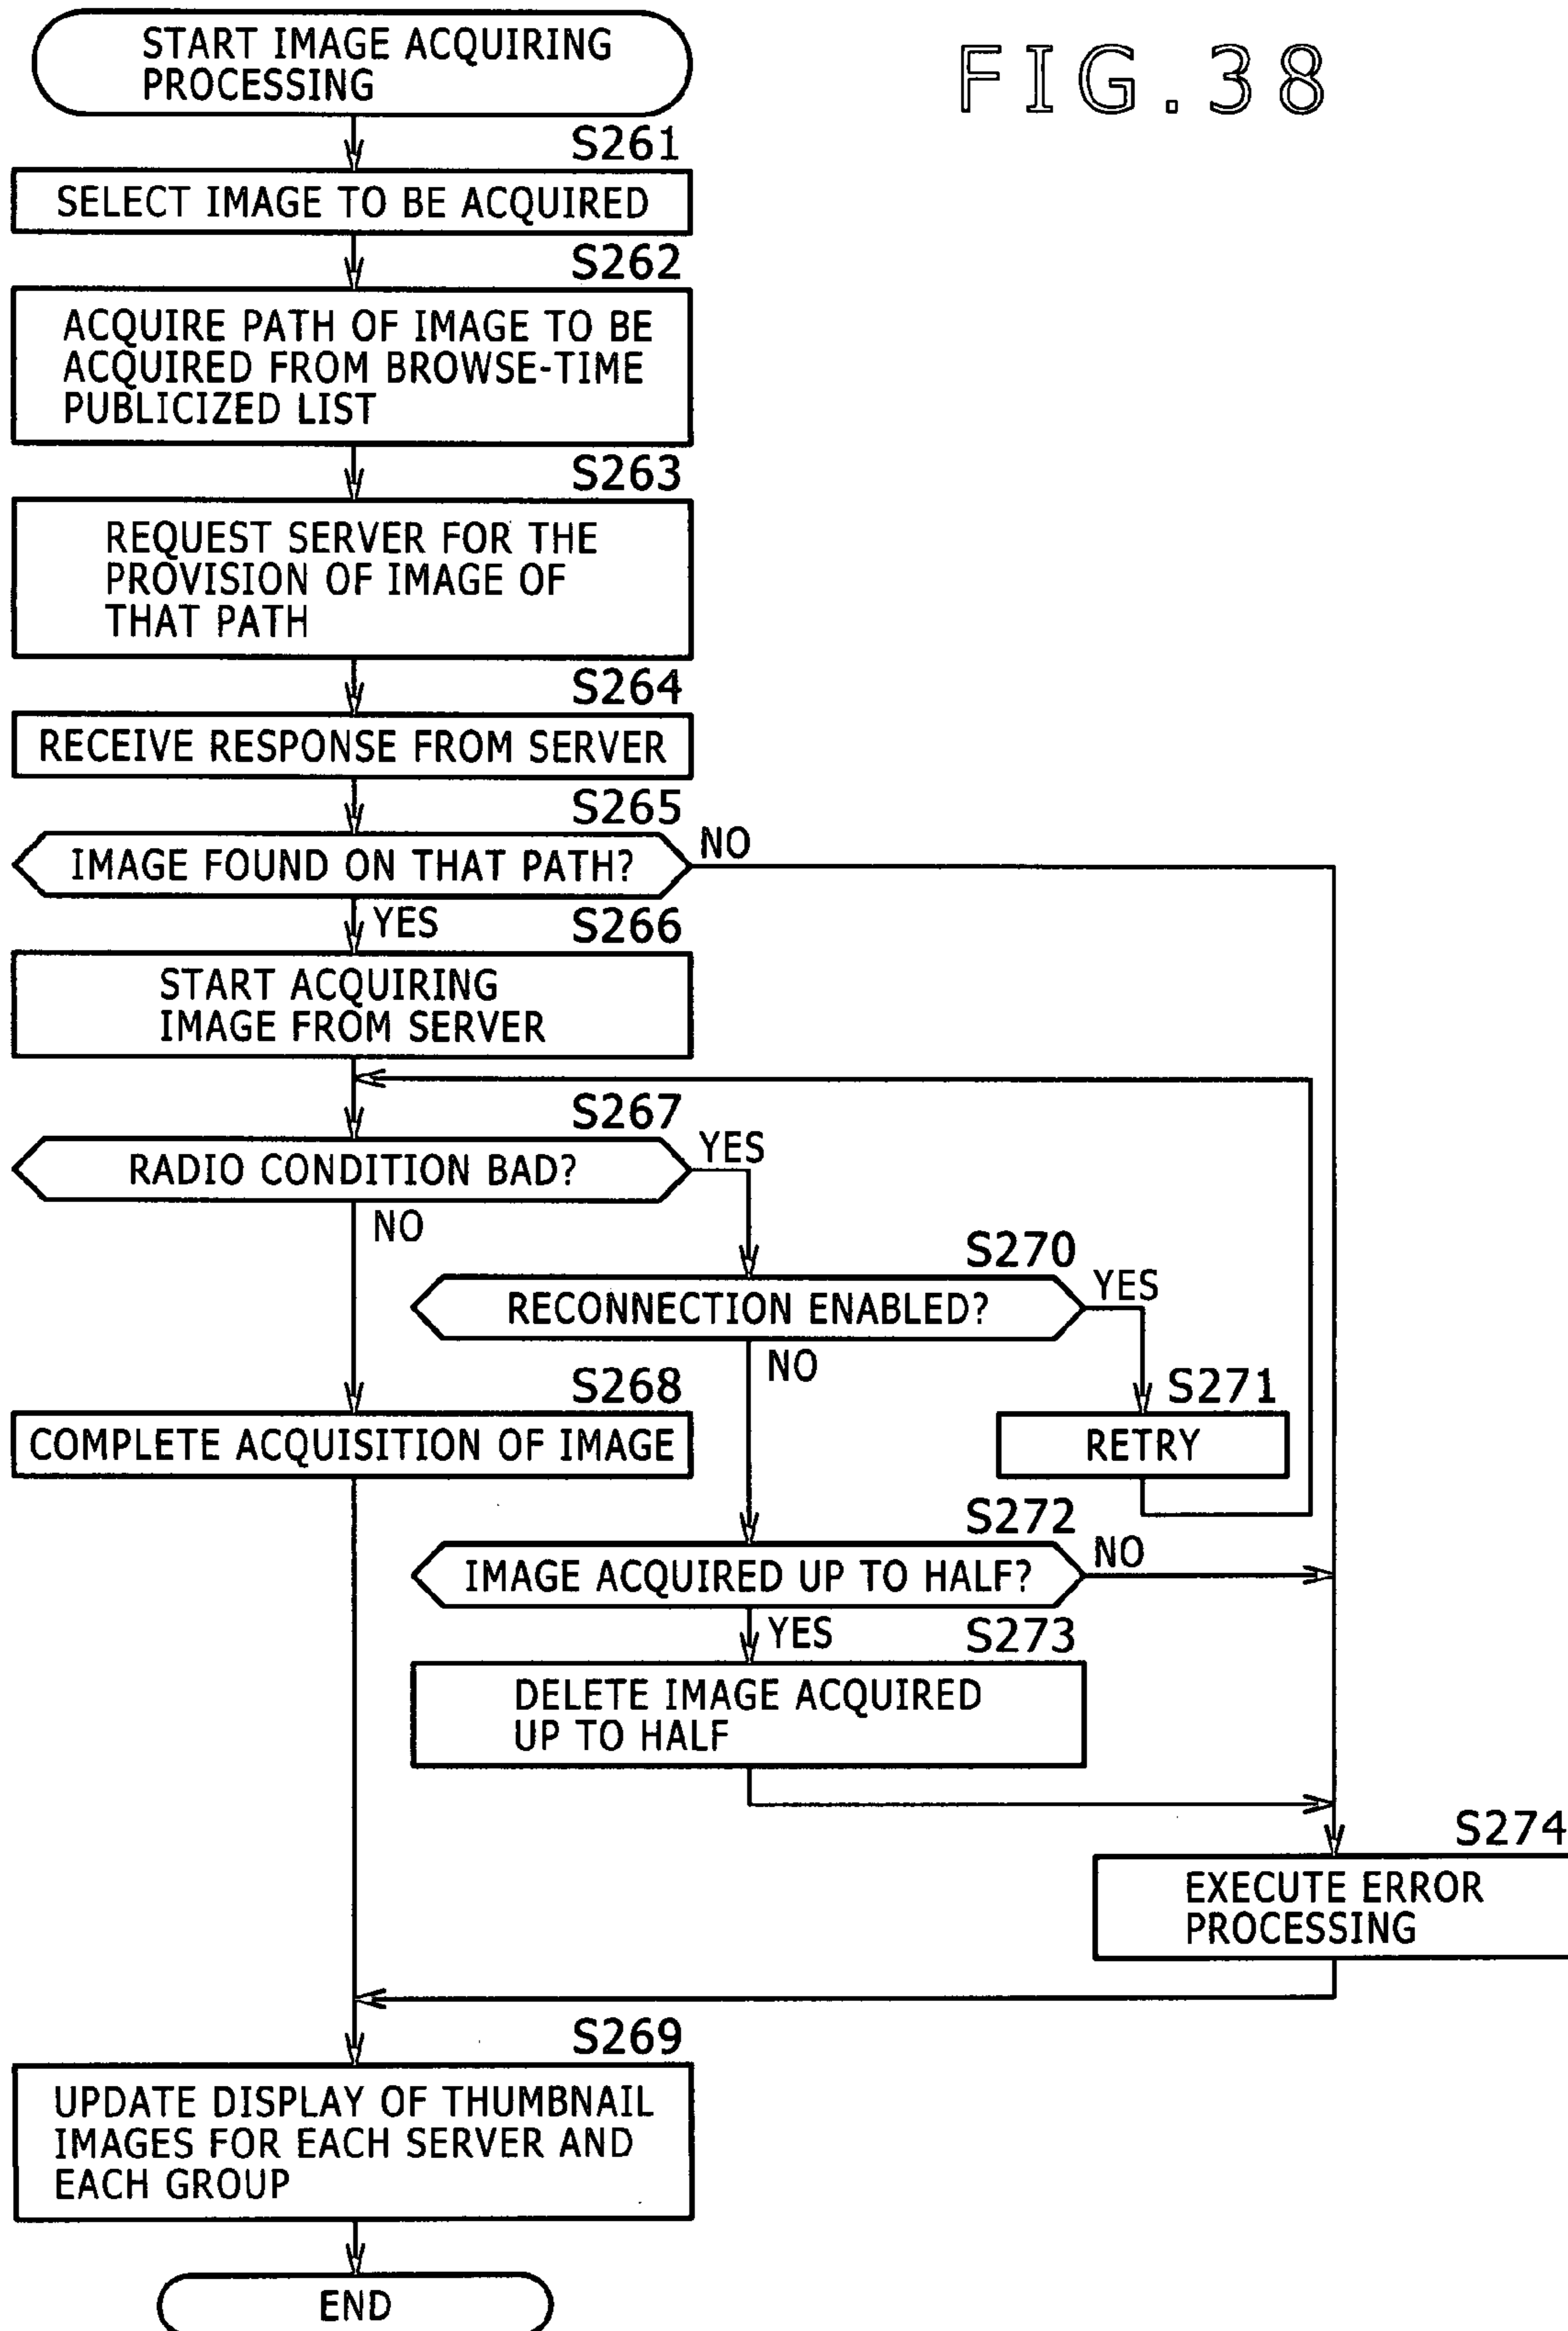 START IMAGE ACQUIRING
PROCESSING
FIG.38
S261
SELECT IMAGE TO BE ACQUIRED
S262
ACQUIRE PATH OF IMAGE TO BE
ACQUIRED FROM BROWSE-TIME
PUBLICIZED LIST
S263
REQUEST SERVER FOR THE
PROVISION OF IMAGE OF
THAT PATH
S264
RECEIVE RESPONSE FROM SERVER
S265
IMAGE FOUND ON THAT PATH?
NO
YES
S266
START ACQUIRING
IMAGE FROM SERVER
S267
RADIO CONDITION BAD?
YES
NO
S270
RECONNECTION ENABLED?
YES
NO
S268
COMPLETE ACQUISITION OF IMAGE
S271
RETRY
S272
IMAGE ACQUIRED UP TO HALF?
NO
YES
S273
DELETE IMAGE ACQUIRED
UP TO HALF
S274
EXECUTE ERROR
PROCESSING
S269
UPDATE DISPLAY OF THUMBNAIL
IMAGES FOR EACH SERVER AND
EACH GROUP
END